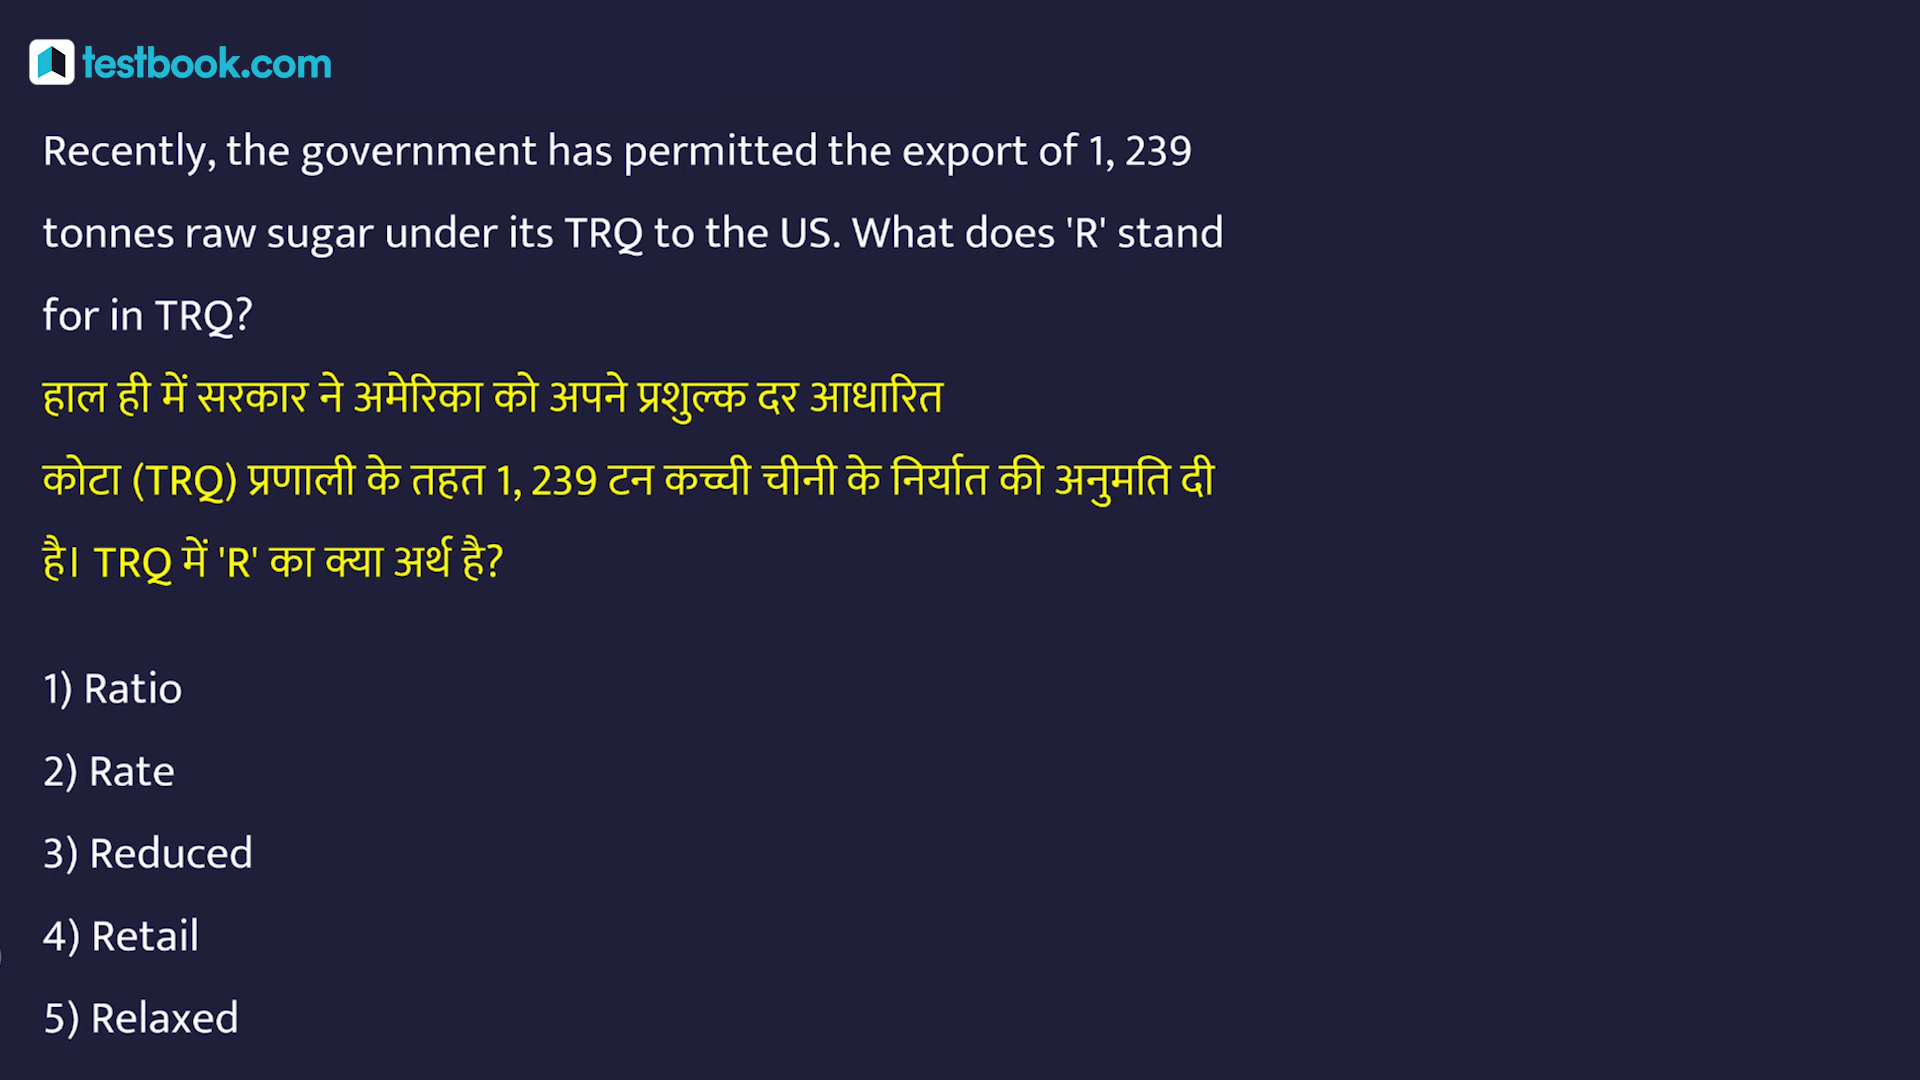 testbook.com
Recently, the government has permitted the export of 1, 239
tonnes raw sugar under its TRQ to the US. What does 'R' stand
for in TRQ?
हाल ही में सरकार ने अमेरिका को अपने प्रशुल्क दर आधारित
कोटा (TRQ) प्रणाली के तहत 1, 239 टन कच्ची चीनी के निर्यात की अनुमति दी
है। TRQ में 'R' का क्या अर्थ है?
1) Ratio
2) Rate
3) Reduced
4) Retail
5) Relaxed